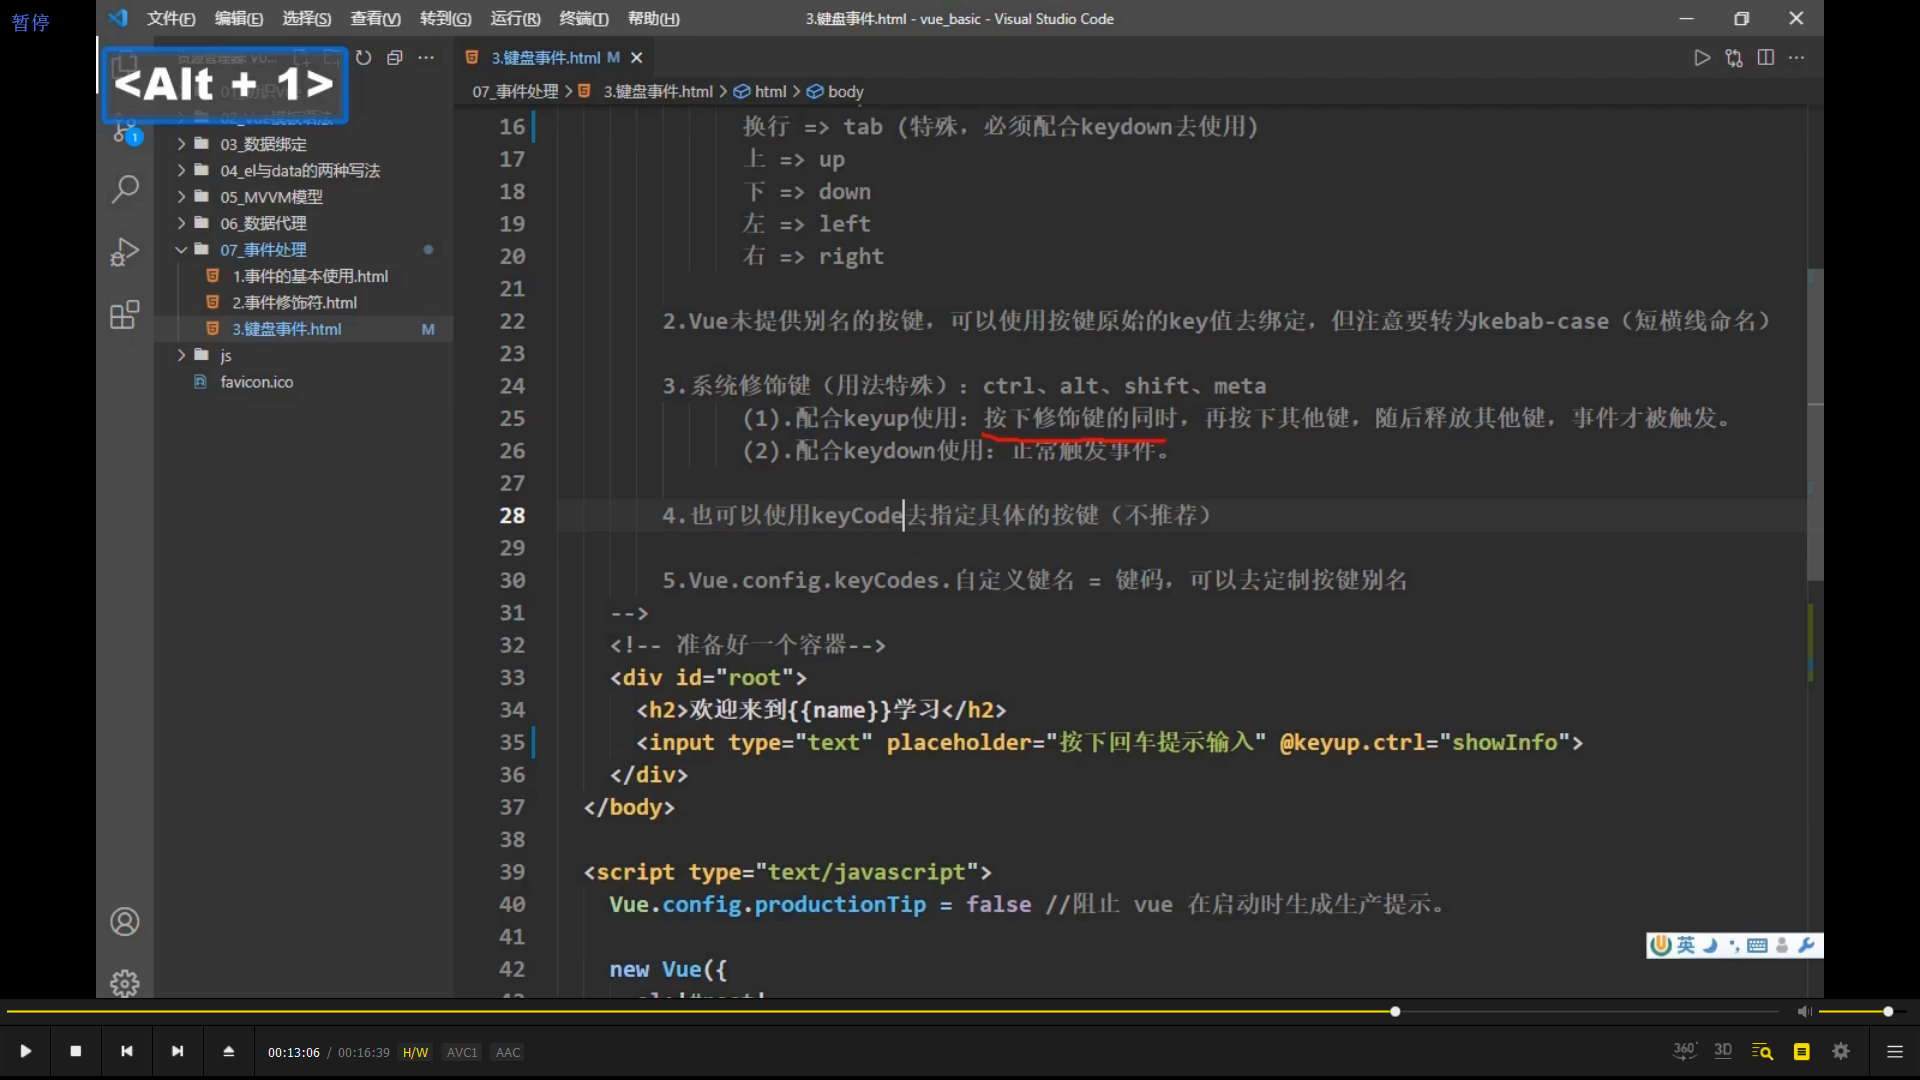 暂停
文件(F) 编辑(E) 选择(S) 查看(V) 转到(G) 运行(R) 终端(T) 帮助(H)
3.键盘事件.html - vue_basic - Visual Studio Code
<Alt + 1>
3.键盘事件.html M
07_事件处理 > 3.键盘事件.html > html > body
02_Vue模板语法
1
03_数据绑定
04_el与data的两种写法
05_MVVM模型
06_数据代理
07_事件处理
1.事件的基本使用.html
2.事件修饰符.html
3.键盘事件.html M
js
favicon.ico
16 换行 => tab (特殊，必须配合keydown去使用)
17 上 => up
18 下 => down
19 左 => left
20 右 => right
21
22 2.Vue未提供别名的按键，可以使用按键原始的key值去绑定，但注意要转为kebab-case（短横线命名）
23
24 3.系统修饰键（用法特殊）：ctrl、alt、shift、meta
25 (1).配合keyup使用：按下修饰键的同时，再按下其他键，随后释放其他键，事件才被触发。
26 (2).配合keydown使用：正常触发事件。
27
28 4.也可以使用keyCode去指定具体的按键（不推荐）
29
30 5.Vue.config.keyCodes.自定义键名 = 键码，可以去定制按键别名
31 -->
32 <!-- 准备好一个容器-->
33 <div id="root">
34 <h2>欢迎来到{{name}}学习</h2>
35 <input type="text" placeholder="按下回车提示输入" @keyup.ctrl="showInfo">
36 </div>
37 </body>
38
39 <script type="text/javascript">
40 Vue.config.productionTip = false //阻止 vue 在启动时生成生产提示。
41
42 new Vue({
英
00:13:06 / 00:16:39 H/W AVC1 AAC
360° 3D